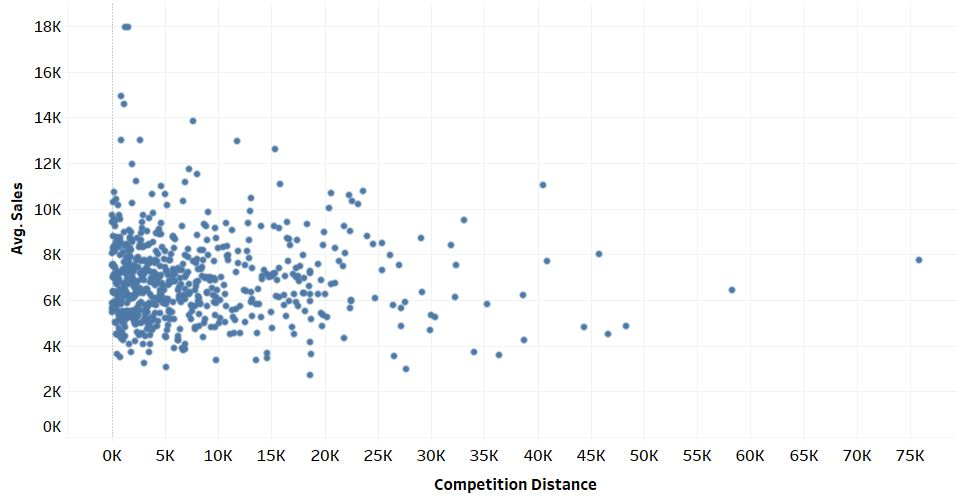 18K
16K
14K
12K
10K
8K
6K
4K
2K
0K
Avg. Sales
0K 5K 10K 15K 20K 25K 30K 35K 40K 45K 50K 55K 60K 65K 70K 75K
Competition Distance